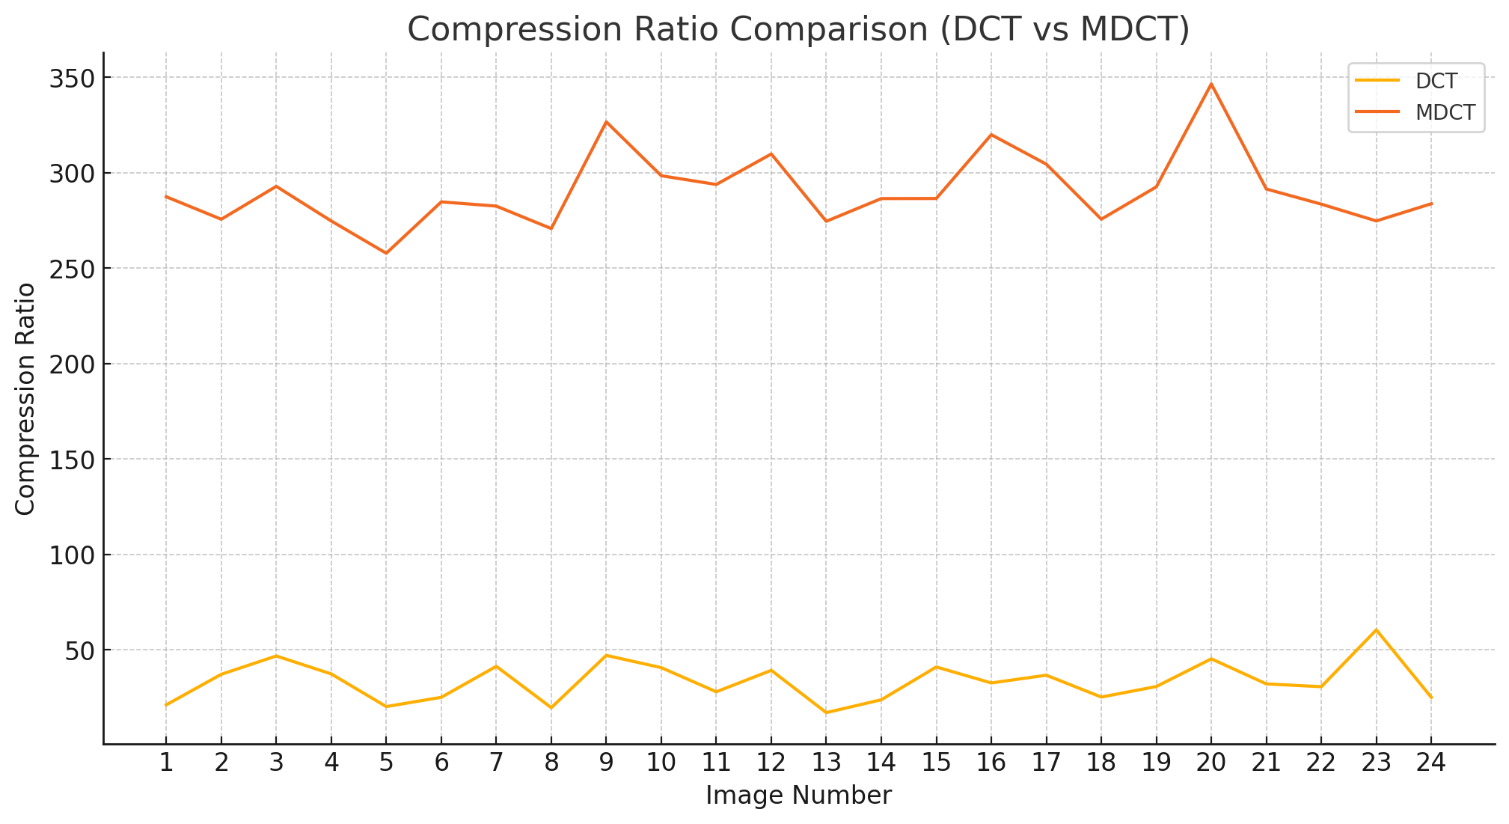 Compression Ratio Comparison (DCT vs MDCT)
DCT
MDCT
350
300
250
200
150
100
50
Compression Ratio
1 2 3 4 5 6 7 8 9 10 11 12 13 14 15 16 17 18 19 20 21 22 23 24
Image Number